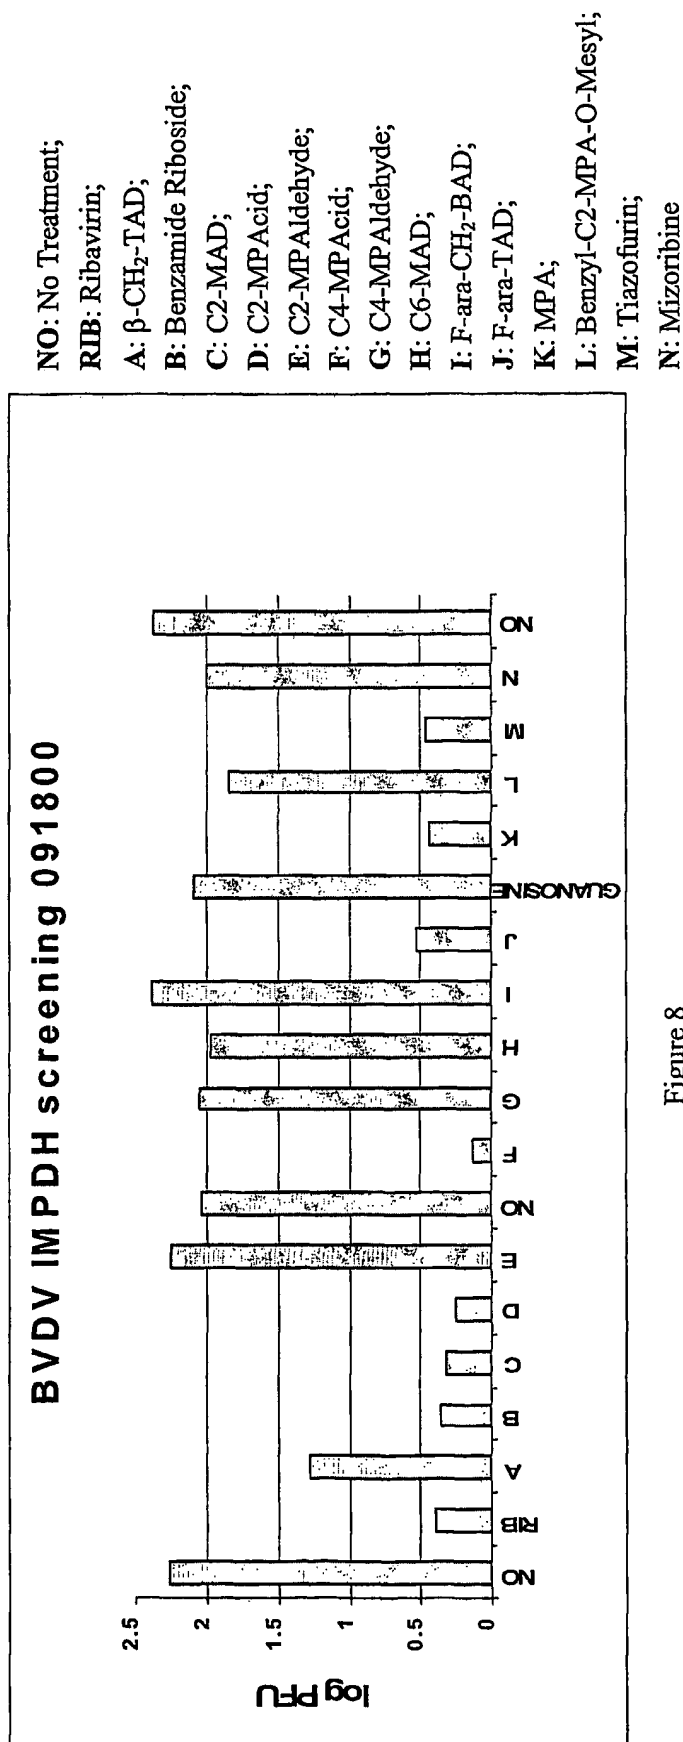 BVDV IMPDH screening 091800
log PFU
2.5
2
1.5
1
0.5
0
NO
RIB
A
B
C
D
E
NO
F
G
H
I
J
GUANOSINE
K
L
M
N
NO
NO: No Treatment;
RIB: Ribavirin;
A: β-CH₂-TAD;
B: Benzamide Riboside;
C: C2-MAD;
D: C2-MPAcid;
E: C2-MPAldehyde;
F: C4-MPAcid;
G: C4-MPAldehyde;
H: C6-MAD;
I: F-ara-CH₂-BAD;
J: F-ara-TAD;
K: MPA;
L: Benzyl-C2-MPA-O-Mesyl;
M: Tiazofurin;
N: Mizoribine
Figure 8